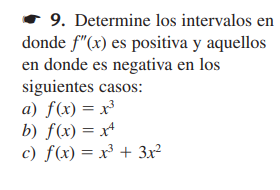 ☛ 9. Determine los intervalos en
donde f"(x) es positiva y aquellos
en donde es negativa en los
siguientes casos:
a) f(x) = x³
b) f(x) = x⁴
c) f(x) = x³ + 3x²